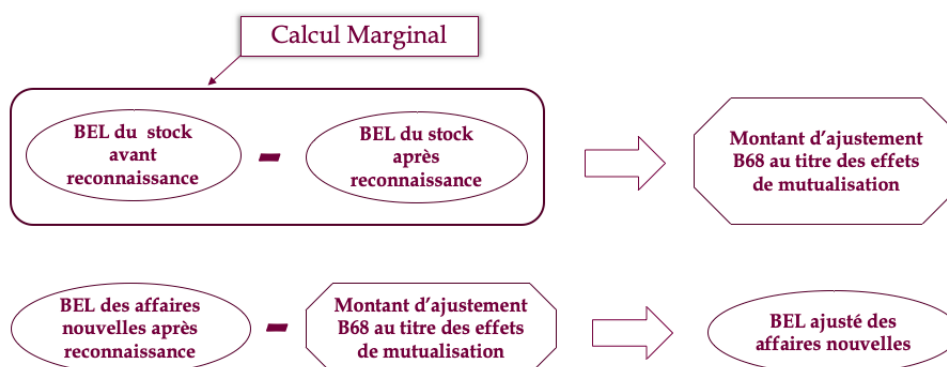 Calcul Marginal
BEL du stock
avant
reconnaissance
-
BEL du stock
après
reconnaissance
Montant d'ajustement
B68 au titre des effets
de mutualisation
BEL des affaires
nouvelles après
reconnaissance
-
Montant d'ajustement
B68 au titre des effets
de mutualisation
BEL ajusté des
affaires nouvelles